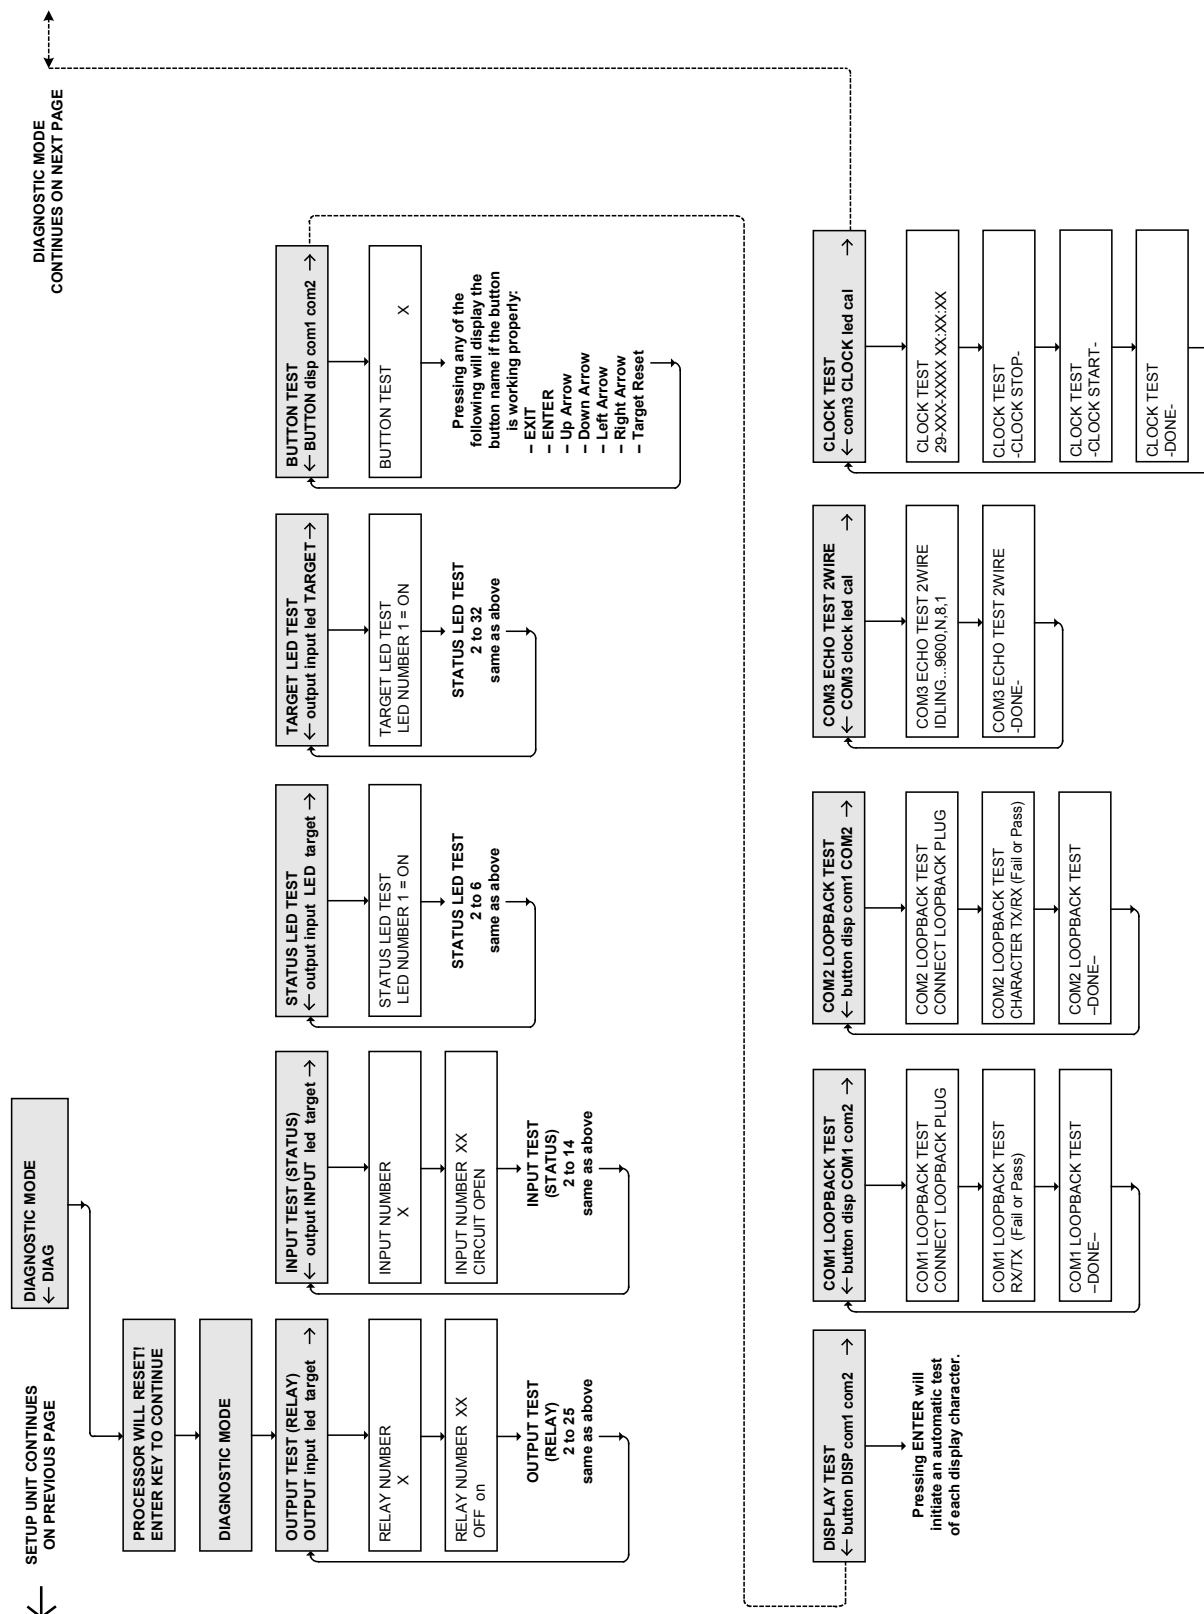 SETUP UNIT CONTINUES
ON PREVIOUS PAGE
DIAGNOSTIC MODE
← DIAG
DIAGNOSTIC MODE
CONTINUES ON NEXT PAGE
PROCESSOR WILL RESET!
ENTER KEY TO CONTINUE
DIAGNOSTIC MODE
OUTPUT TEST (RELAY)
OUTPUT input led target →
RELAY NUMBER
X
RELAY NUMBER XX
OFF on
OUTPUT TEST
(RELAY)
2 to 25
same as above
INPUT TEST (STATUS)
← output INPUT led target →
INPUT NUMBER
X
INPUT NUMBER XX
CIRCUIT OPEN
INPUT TEST
(STATUS)
2 to 14
same as above
STATUS LED TEST
← output input LED target →
STATUS LED TEST
LED NUMBER 1 = ON
STATUS LED TEST
2 to 6
same as above
TARGET LED TEST
← output input led TARGET →
TARGET LED TEST
LED NUMBER 1 = ON
STATUS LED TEST
2 to 32
same as above
BUTTON TEST
← BUTTON disp com1 com2 →
BUTTON TEST
X
Pressing any of the
following will display the
button name if the button
is working properly:
– EXIT
– ENTER
– Up Arrow
– Down Arrow
– Left Arrow
– Right Arrow
– Target Reset
DISPLAY TEST
← button DISP com1 com2 →
Pressing ENTER will
initiate an automatic test
of each display character.
COM1 LOOPBACK TEST
← button disp COM1 com2 →
COM1 LOOPBACK TEST
CONNECT LOOPBACK PLUG
COM1 LOOPBACK TEST
RX/TX (Fail or Pass)
COM1 LOOPBACK TEST
–DONE–
COM2 LOOPBACK TEST
← button disp com1 COM2 →
COM2 LOOPBACK TEST
CONNECT LOOPBACK PLUG
COM2 LOOPBACK TEST
CHARACTER TX/RX (Fail or Pass)
COM2 LOOPBACK TEST
–DONE–
COM3 ECHO TEST 2WIRE
← COM3 clock led cal →
COM3 ECHO TEST 2WIRE
IDLING...9600,N,8,1
COM3 ECHO TEST 2WIRE
-DONE-
CLOCK TEST
← com3 CLOCK led cal →
CLOCK TEST
29-XXX-XXXX XX:XX:XX
CLOCK TEST
-CLOCK STOP-
CLOCK TEST
-CLOCK START-
CLOCK TEST
-DONE-